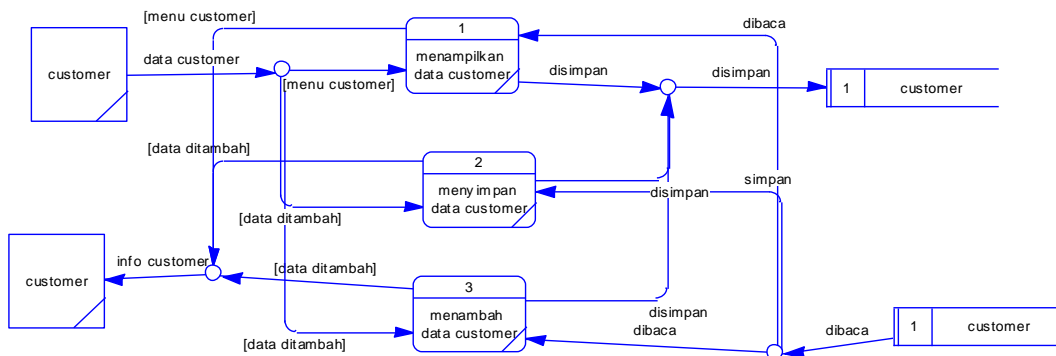 [menu customer]
1
dibaca
customer
data customer
menampilkan
data customer
[menu customer]
disimpan
disimpan
1
customer
[data ditambah]
2
menyimpan
data customer
disimpan
simpan
[data ditambah]
customer
info customer
[data ditambah]
3
menambah
data customer
[data ditambah]
disimpan
dibaca
dibaca
1
customer